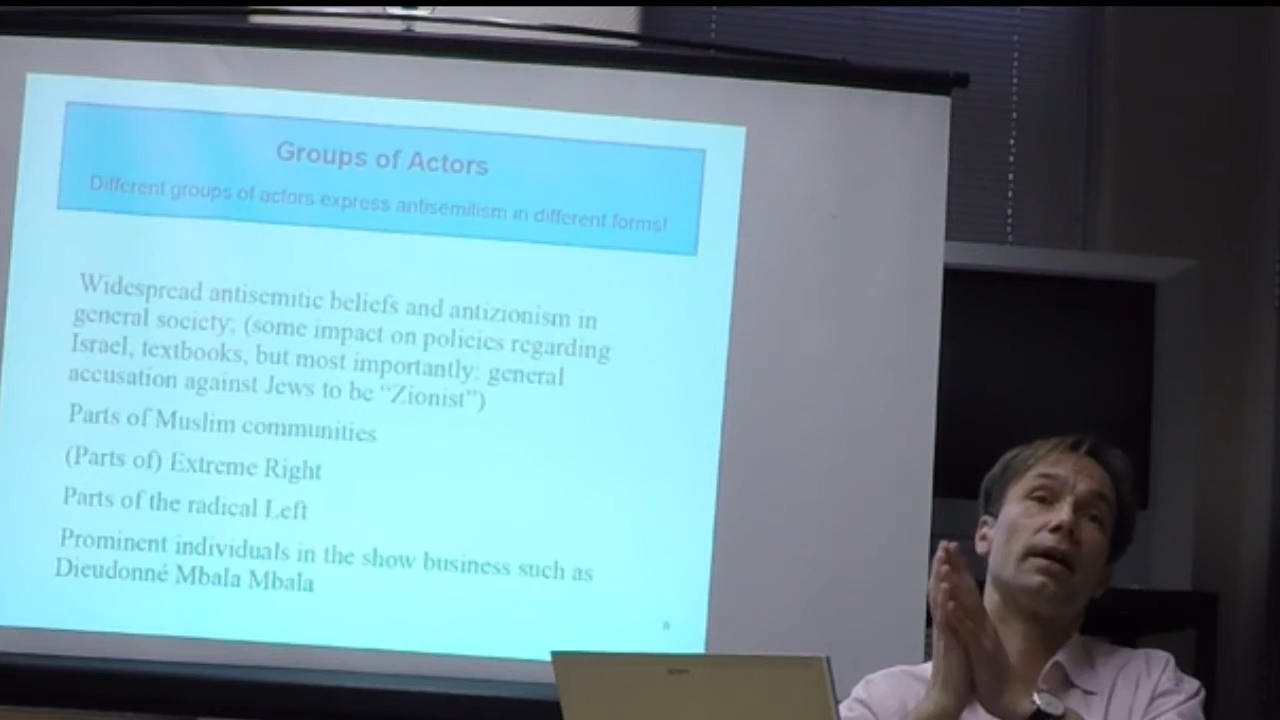 Groups of Actors
Different groups of actors express antisemitism in different forms!
Widespread antisemitic beliefs and antizionism in
general society; (some impact on policies regarding
Israel, textbooks, but most importantly: general
accusation against Jews to be “Zionist”)
Parts of Muslim communities
(Parts of) Extreme Right
Parts of the radical Left
Prominent individuals in the show business such as
Dieudonné Mbala Mbala
8